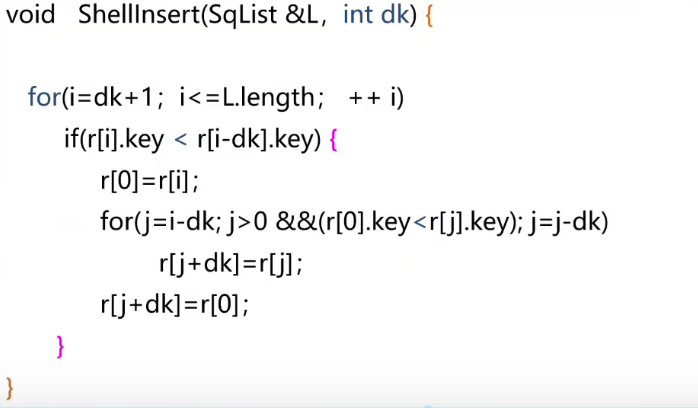 void ShellInsert(SqList &L, int dk) {
for(i=dk+1; i<=L.length; ++ i)
if(r[i].key < r[i-dk].key) {
r[0]=r[i];
for(j=i-dk; j>0 &&(r[0].key<r[j].key); j=j-dk)
r[j+dk]=r[j];
r[j+dk]=r[0];
}
}